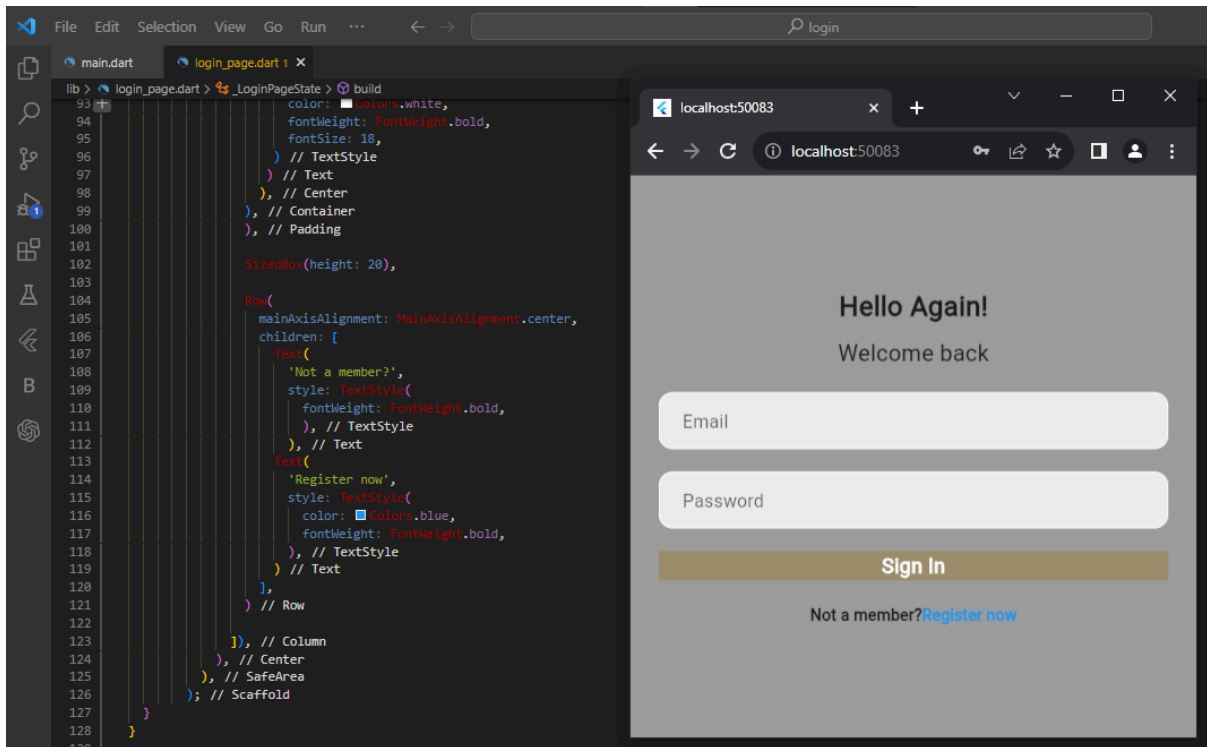 File Edit Selection View Go Run ··· login
main.dart login_page.dart 1
lib > login_page.dart > _LoginPageState > build
93 color: Colors.white,
94 fontWeight: FontWeight.bold,
95 fontSize: 18,
96 ) // TextStyle
97 ) // Text
98 ), // Center
99 ), // Container
100 ), // Padding
101
102 SizedBox(height: 20),
103
104 Row(
105 mainAxisAlignment: MainAxisAlignment.center,
106 children: [
107 Text(
108 'Not a member?',
109 style: TextStyle(
110 fontWeight: FontWeight.bold,
111 ), // TextStyle
112 ), // Text
113 Text(
114 'Register now',
115 style: TextStyle(
116 color: Colors.blue,
117 fontWeight: FontWeight.bold,
118 ), // TextStyle
119 ) // Text
120 ],
121 ) // Row
122
123 ]), // Column
124 ), // Center
125 ), // SafeArea
126 ); // Scaffold
127 }
128 }
1
B
localhost:50083
localhost:50083
Hello Again!
Welcome back
Email
Password
Sign In
Not a member?Register now